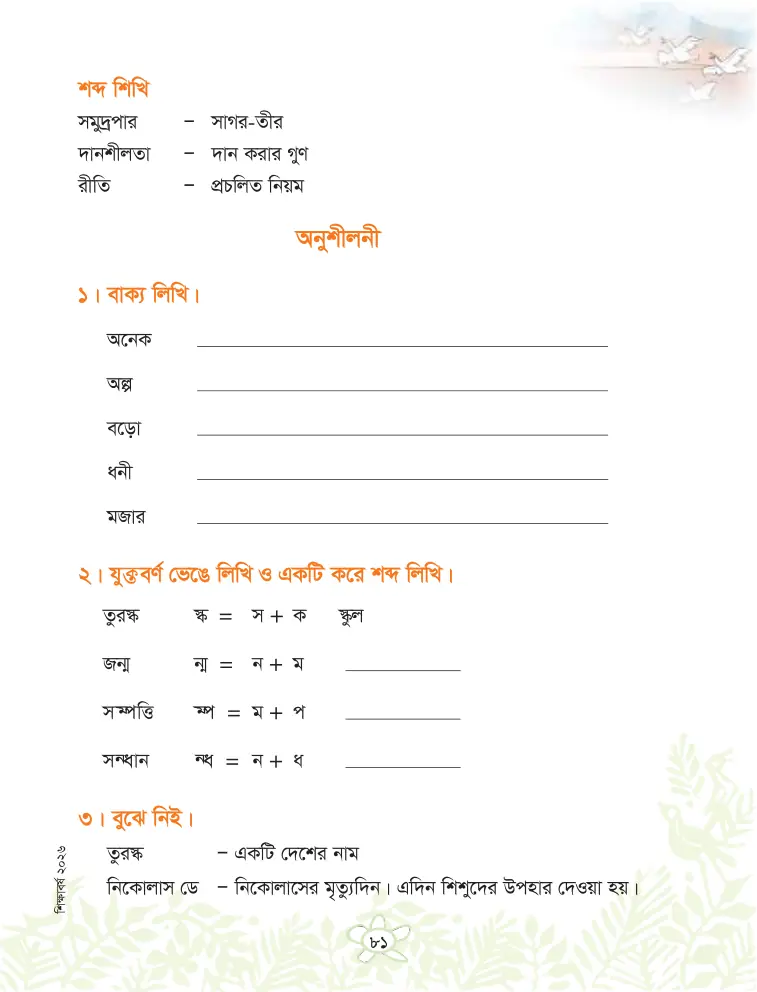 শব্দ শিখি
সমুদ্রপার – সাগর-তীর
দানশীলতা – দান করার গুণ
রীতি – প্রচলিত নিয়ম
অনুশীলনী
১। বাক্য লিখি।
অনেক
অল্প
বড়ো
ধনী
মজার
২। যুক্তবর্ণ ভেঙে লিখি ও একটি করে শব্দ লিখি।
তুরস্ক স্ক = স + ক স্কুল
জন্ম ন্ম = ন + ম
সম্পত্তি ম্প = ম + প
সন্ধান ন্ধ = ন + ধ
৩। বুঝে নিই।
তুরস্ক – একটি দেশের নাম
নিকোলাস ডে – নিকোলাসের মৃত্যুদিন। এদিন শিশুদের উপহার দেওয়া হয়।
শিক্ষাবর্ষ ২০২৬
৮১